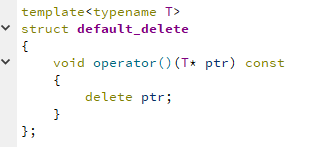 template<typename T>
struct default_delete
{
    void operator()(T* ptr) const
    {
        delete ptr;
    }
};